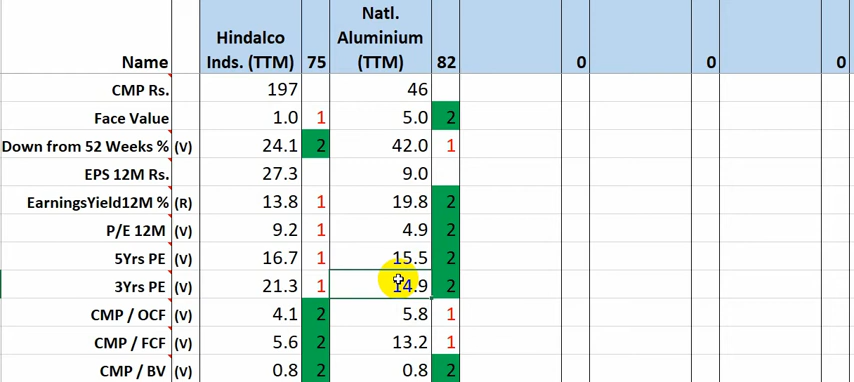 Name Hindalco Inds. (TTM) 75 Natl. Aluminium (TTM) 82 0 0 0
CMP Rs. 197 46
Face Value 1.0 1 5.0 2
Down from 52 Weeks % (V) 24.1 2 42.0 1
EPS 12M Rs. 27.3 9.0
EarningsYield12M % (R) 13.8 1 19.8 2
P/E 12M (V) 9.2 1 4.9 2
5Yrs PE (V) 16.7 1 15.5 2
3Yrs PE (V) 21.3 1 14.9 2
CMP / OCF (V) 4.1 2 5.8 1
CMP / FCF (V) 5.6 2 13.2 1
CMP / BV (V) 0.8 2 0.8 2